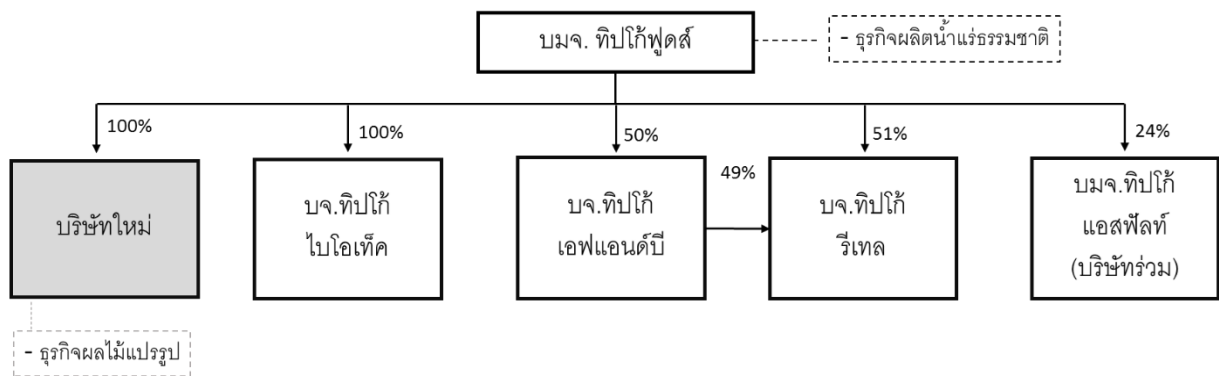 บมจ. ทิปโก้ฟูดส์
- ธุรกิจผลิตน้ำแร่ธรรมชาติ
100%
100%
50%
51%
24%
บริษัทใหม่
บจ.ทิปโก้
ไบโอเท็ค
บจ.ทิปโก้
เอฟแอนด์บี
49%
บจ.ทิปโก้
รีเทล
บมจ.ทิปโก้
แอสฟัลท์
(บริษัทร่วม)
- ธุรกิจผลไม้แปรรูป